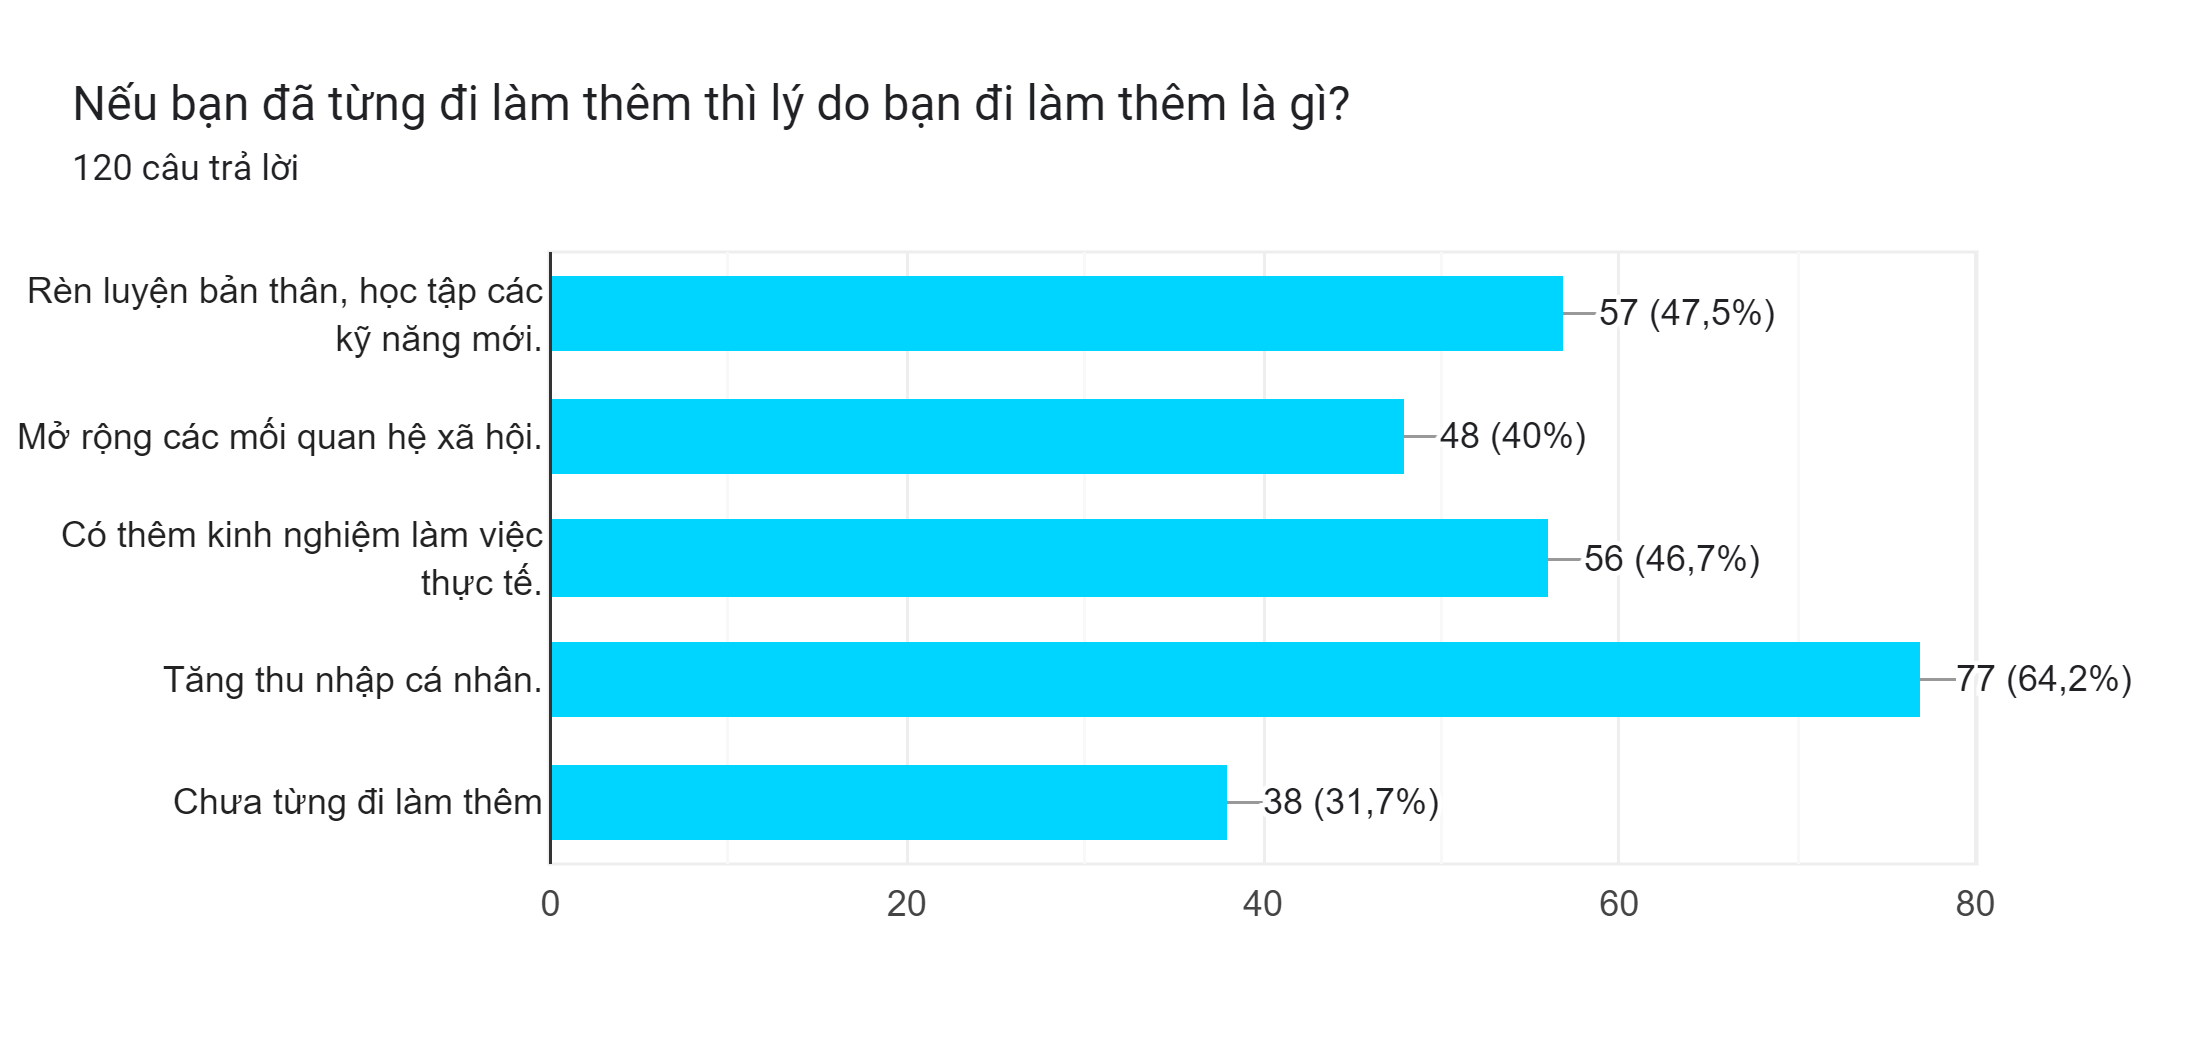 Nếu bạn đã từng đi làm thêm thì lý do bạn đi làm thêm là gì?
120 câu trả lời
Rèn luyện bản thân, học tập các
kỹ năng mới.
57 (47,5%)
Mở rộng các mối quan hệ xã hội.
48 (40%)
Có thêm kinh nghiệm làm việc
thực tế.
56 (46,7%)
Tăng thu nhập cá nhân.
77 (64,2%)
Chưa từng đi làm thêm
38 (31,7%)
0 20 40 60 80